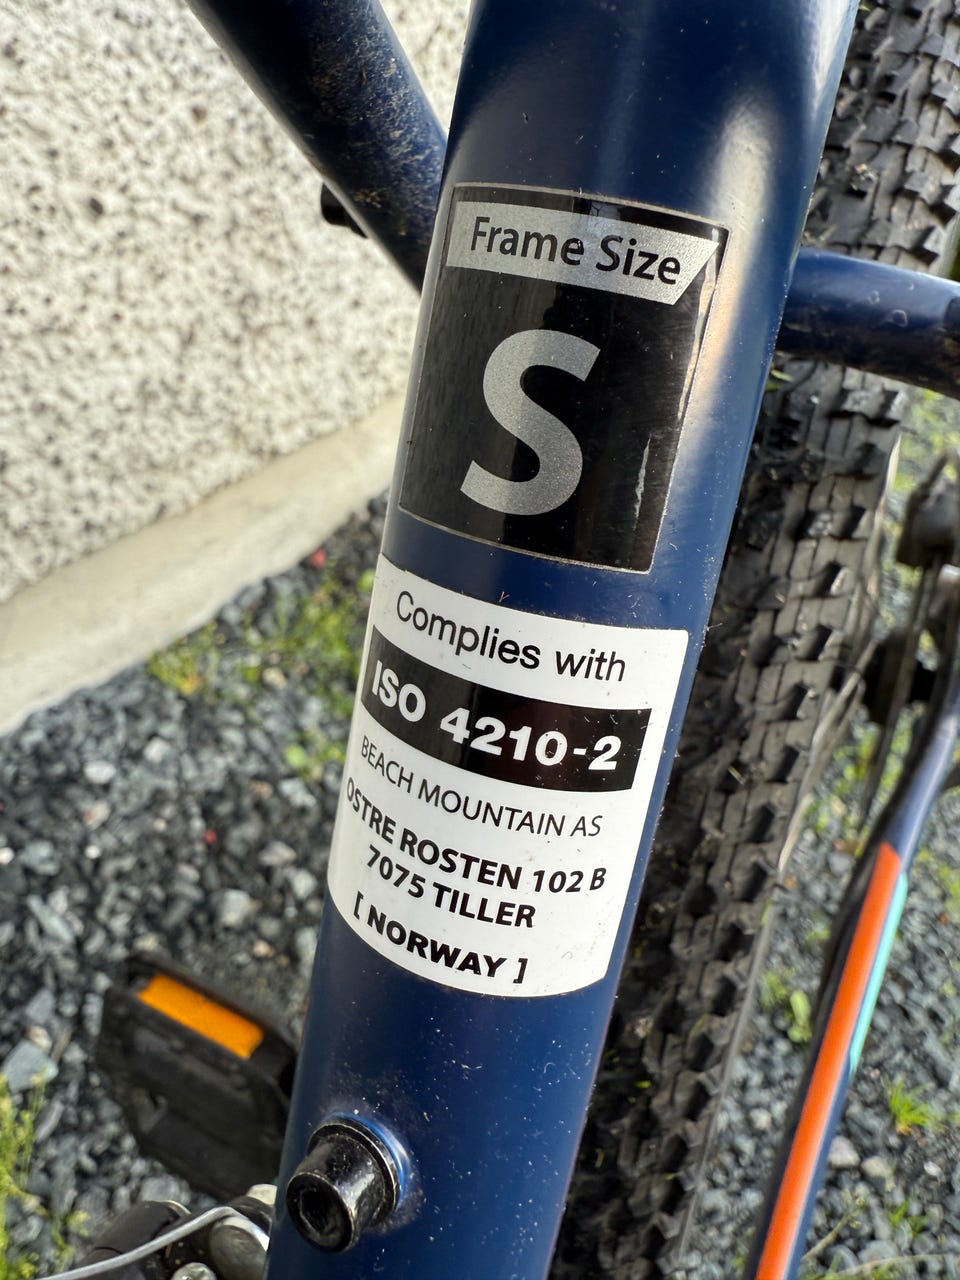 Frame Size
S
Complies with
ISO 4210-2
BEACH MOUNTAIN AS
OSTRE ROSTEN 102 B
7075 TILLER
[ NORWAY ]